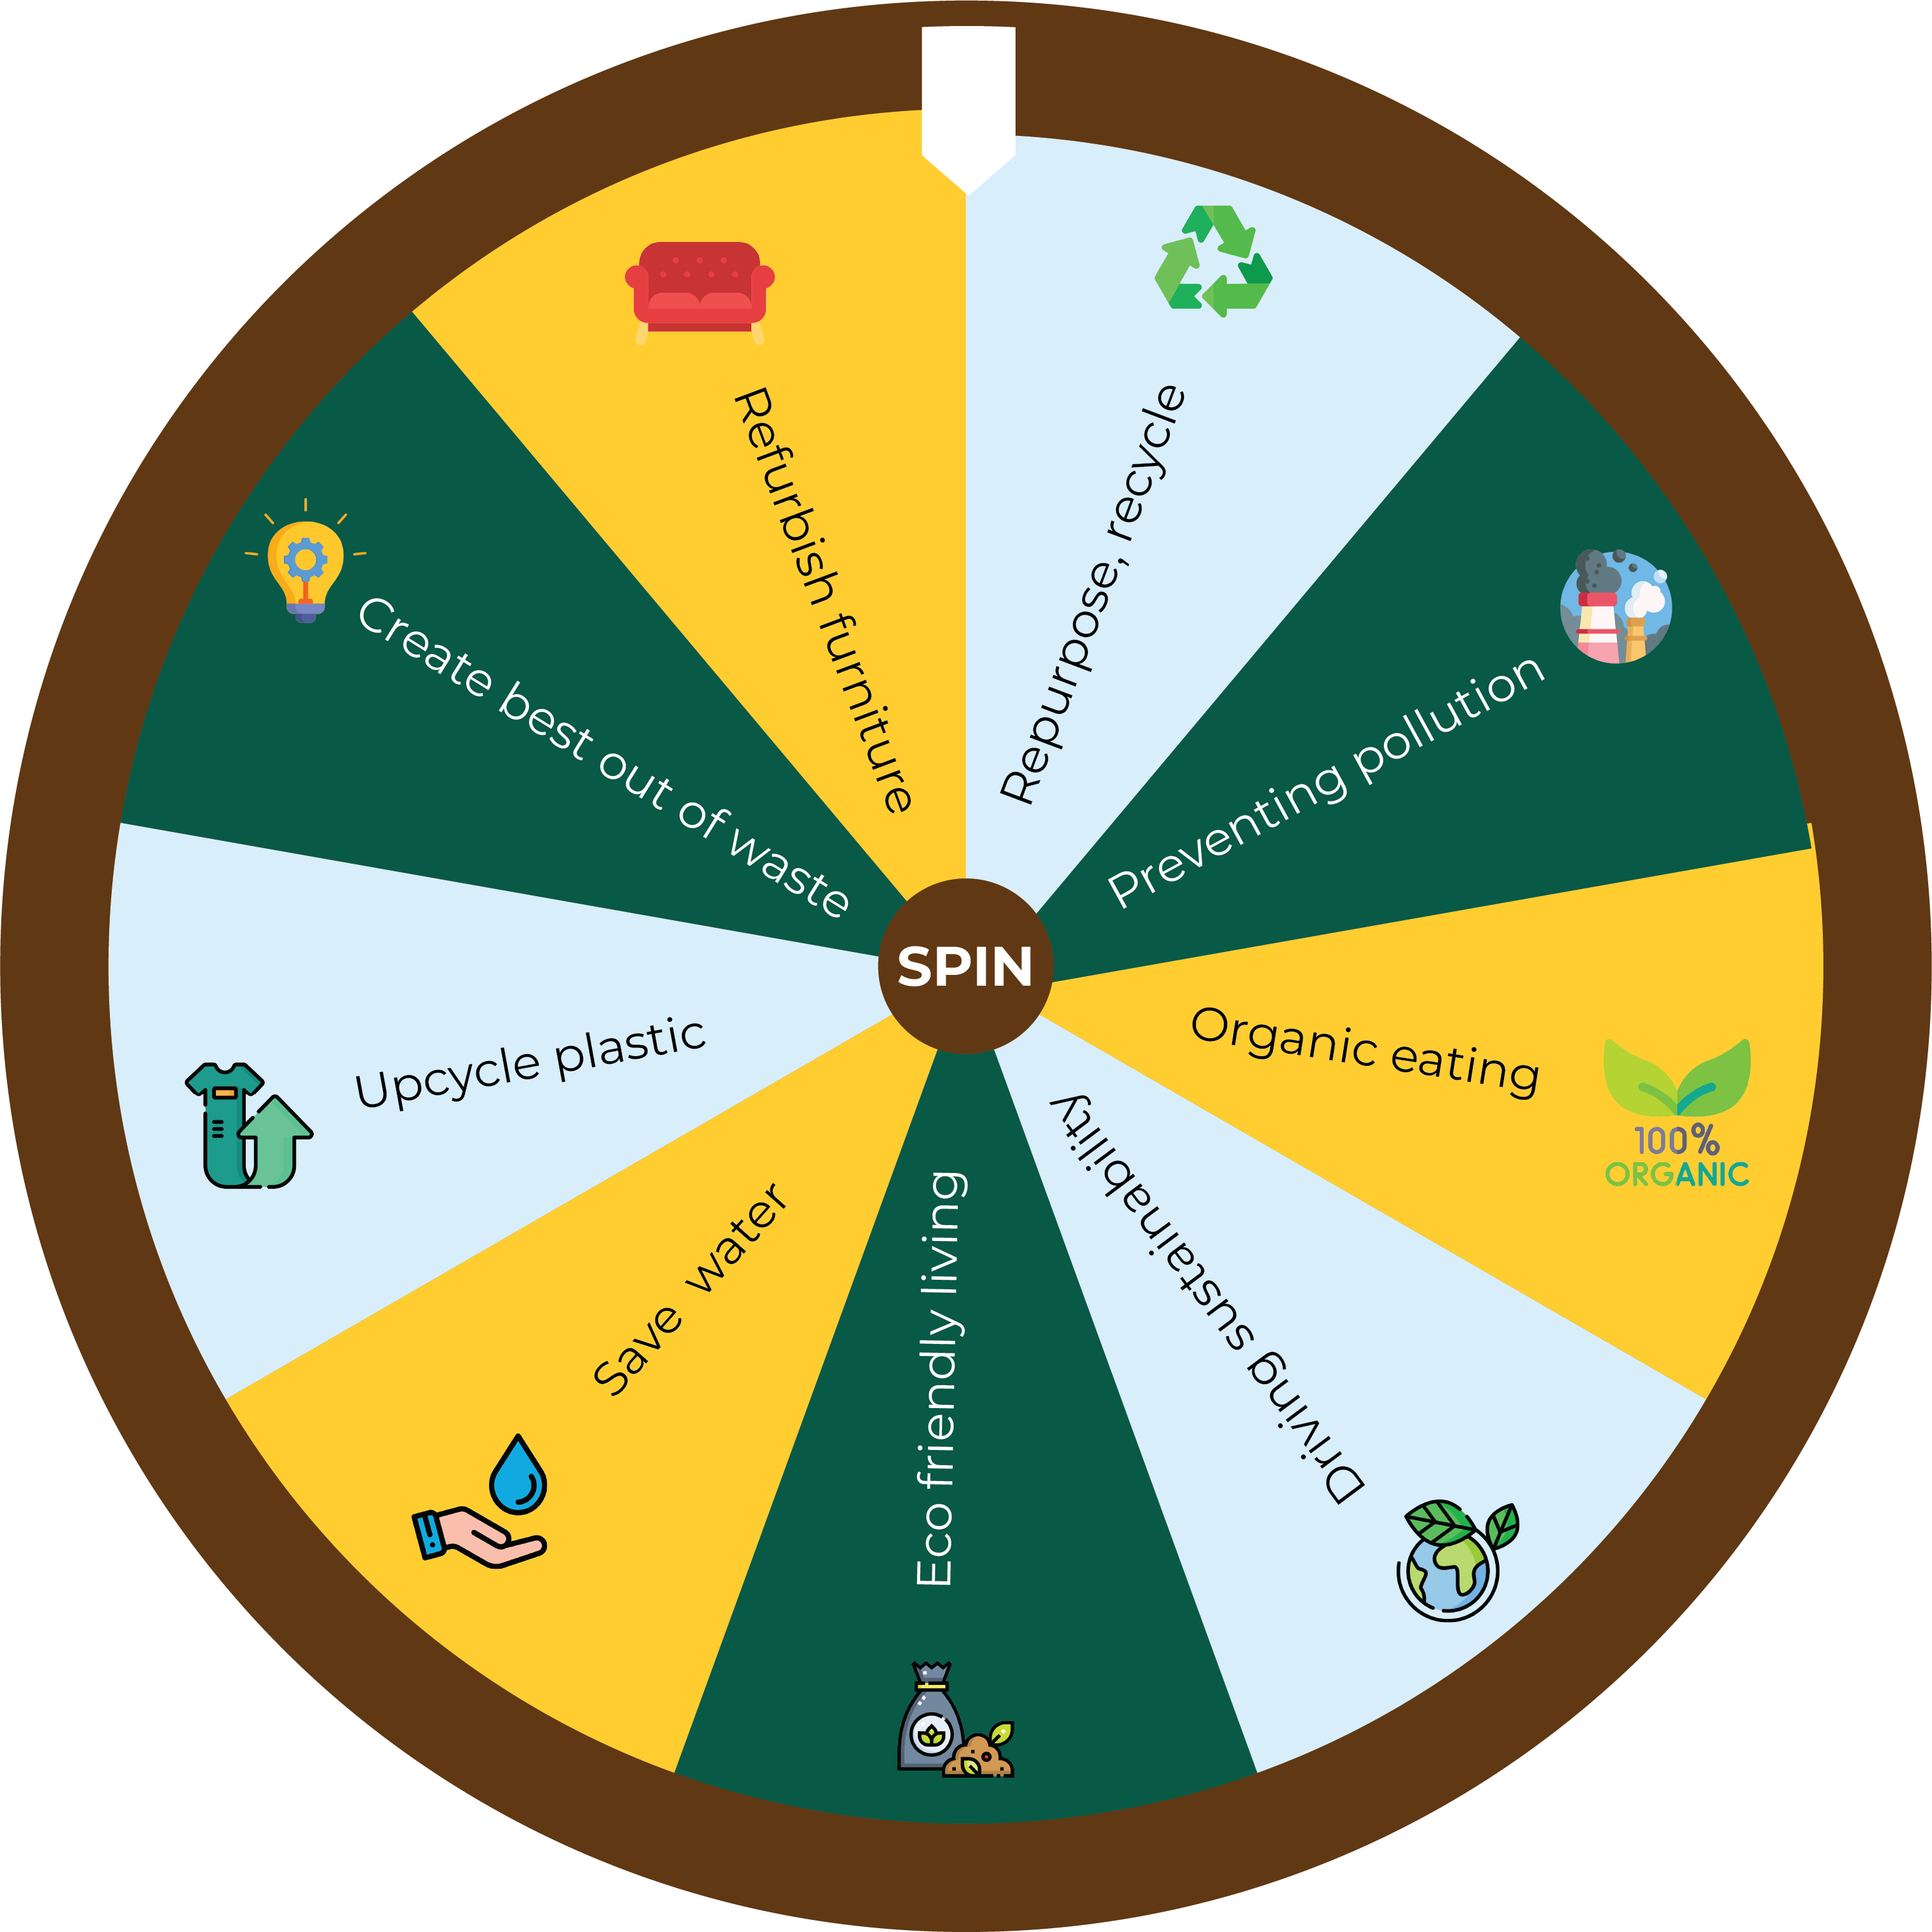 Repurpose, recycle
Preventing pollution
Organic eating
100%
ORGANIC
Driving sustainability
Eco friendly living
Save water
Upcycle plastic
Create best out of waste
Refurbish furniture
SPIN